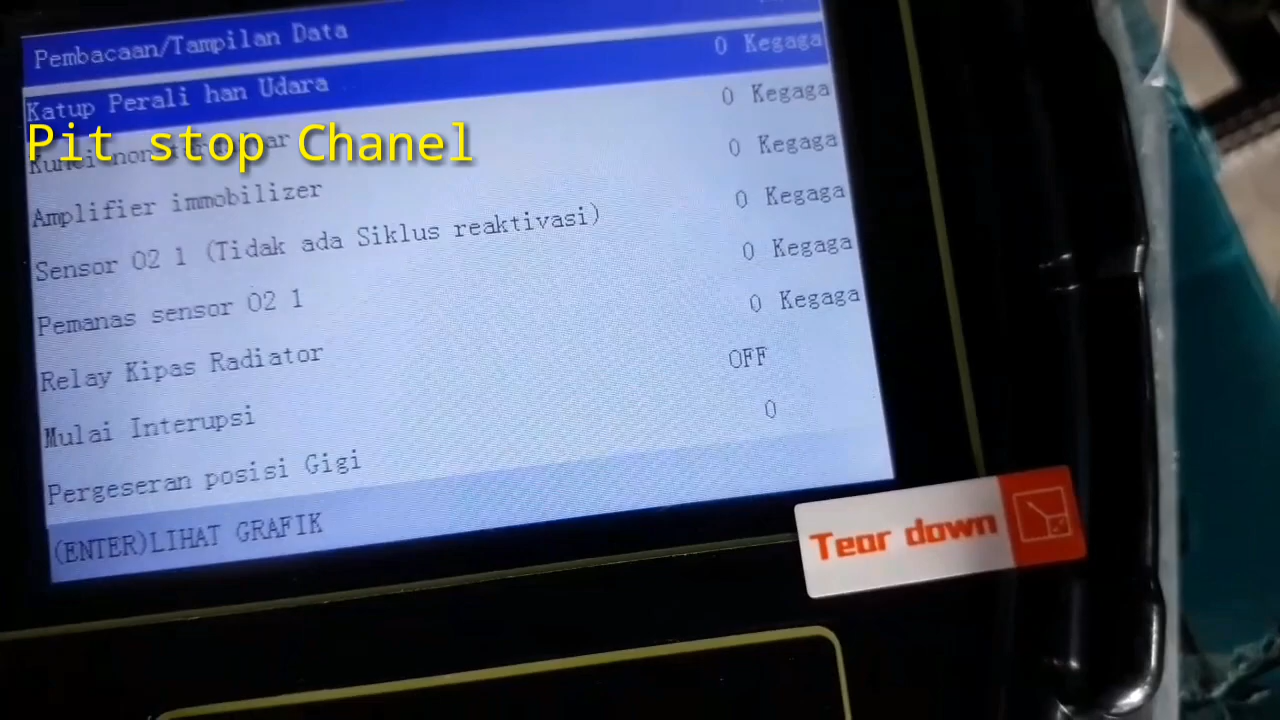 Pembacaan/Tampilan Data
Katup Perali han Udara 0 Kegaga
Kunci non 0 Kegaga
Pit stop Chanel
Amplifier immobilizer 0 Kegaga
Sensor O2 1 (Tidak ada Siklus reaktivasi) 0 Kegaga
Pemanas sensor O2 1 0 Kegaga
Relay Kipas Radiator 0 Kegaga
Mulai Interupsi OFF
Pergeseran posisi Gigi 0
(ENTER)LIHAT GRAFIK
Tear down